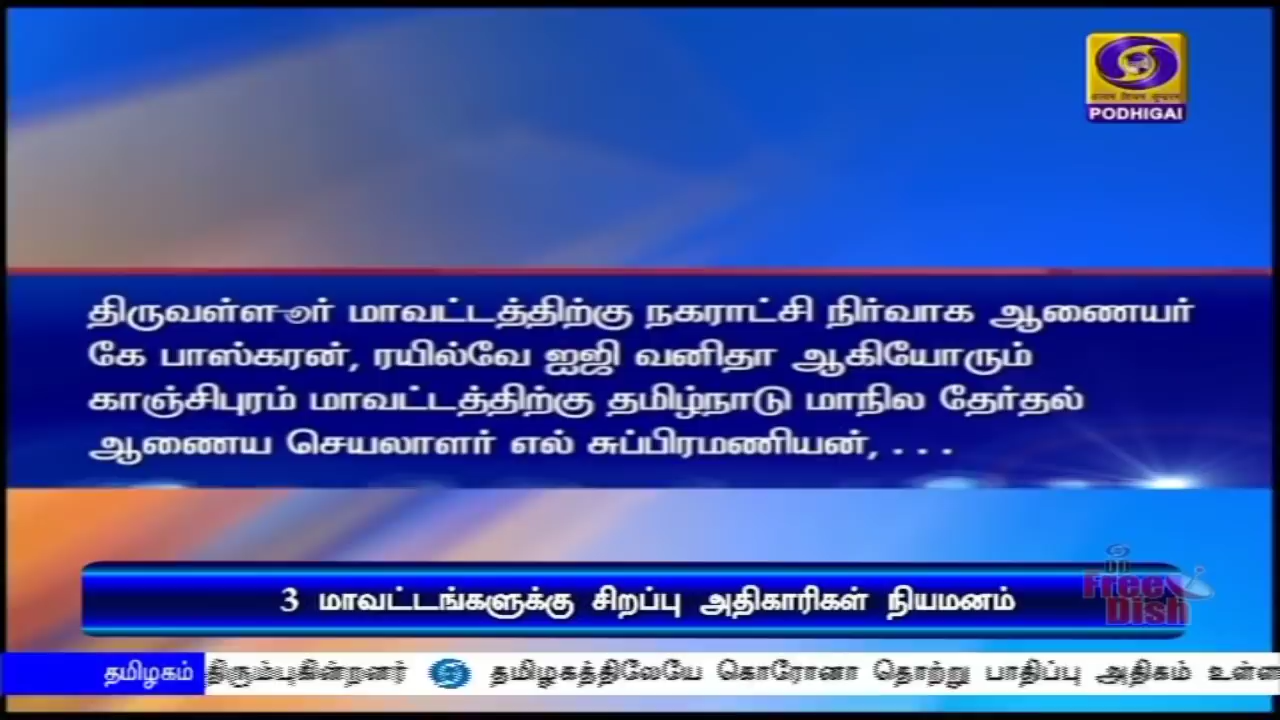 PODHIGAI
திருவள்ளூர் மாவட்டத்திற்கு நகராட்சி நிர்வாக ஆணையர்
கே பாஸ்கரன், ரயில்வே ஐஜி வனிதா ஆகியோரும்
காஞ்சிபுரம் மாவட்டத்திற்கு தமிழ்நாடு மாநில தேர்தல்
ஆணைய செயலாளர் எல் சுப்பிரமணியன், . . .
3 மாவட்டங்களுக்கு சிறப்பு அதிகாரிகள் நியமனம்
DD
Free
Dish
தமிழகம் திரும்புகின்றனர் தமிழகத்திலேயே கொரோனா தொற்று பாதிப்பு அதிகம் உள்ள